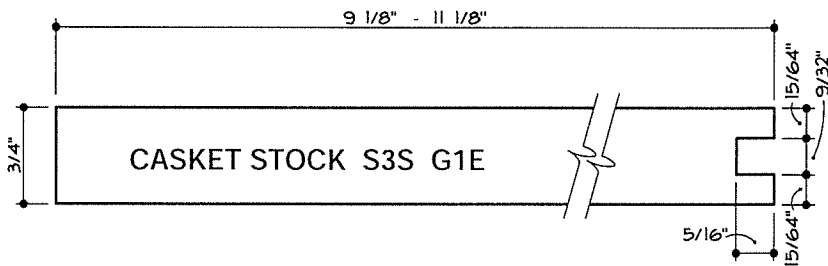 9 1/8" - 11 1/8"
15/64"
9/32"
3/4"
CASKET STOCK S3S G1E
5/16"
15/64"